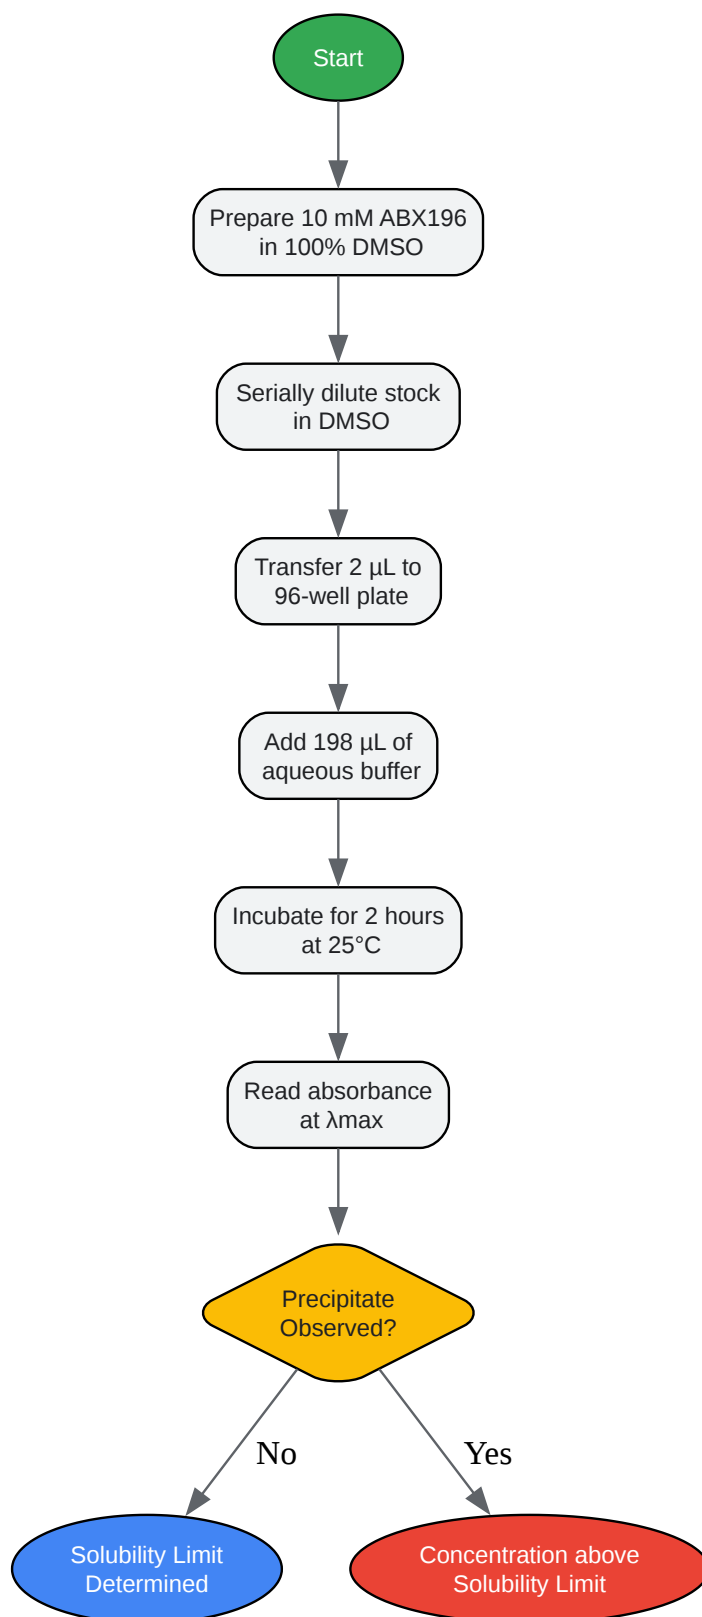 Start
Prepare 10 mM ABX196
in 100% DMSO
Serially dilute stock
in DMSO
Transfer 2 µL to
96-well plate
Add 198 µL of
aqueous buffer
Incubate for 2 hours
at 25°C
Read absorbance
at λmax
Precipitate
Observed?
No
Yes
Solubility Limit
Determined
Concentration above
Solubility Limit